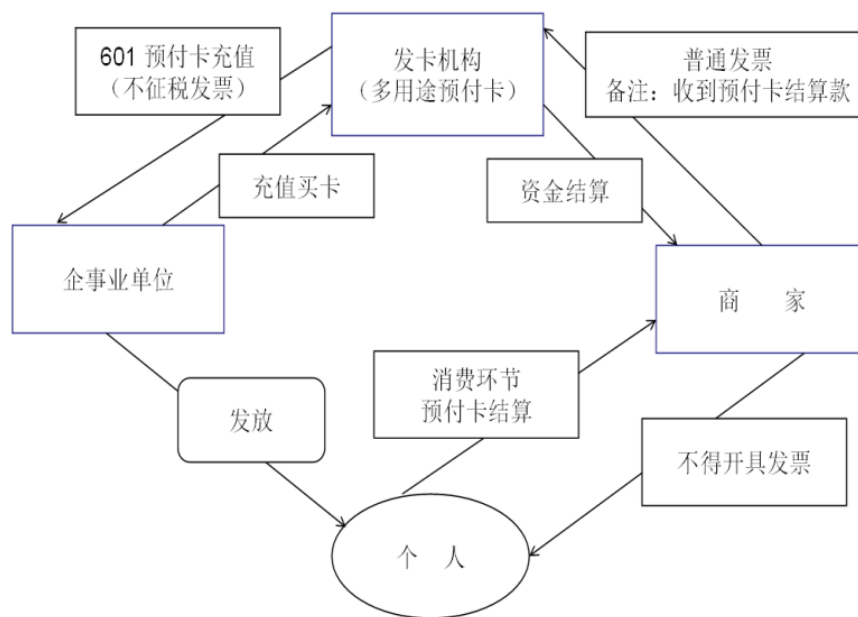 601 预付卡充值
（不征税发票）
发卡机构
（多用途预付卡）
普通发票
备注：收到预付卡结算款
充值买卡
资金结算
企事业单位
商 家
消费环节
预付卡结算
发放
不得开具发票
个 人